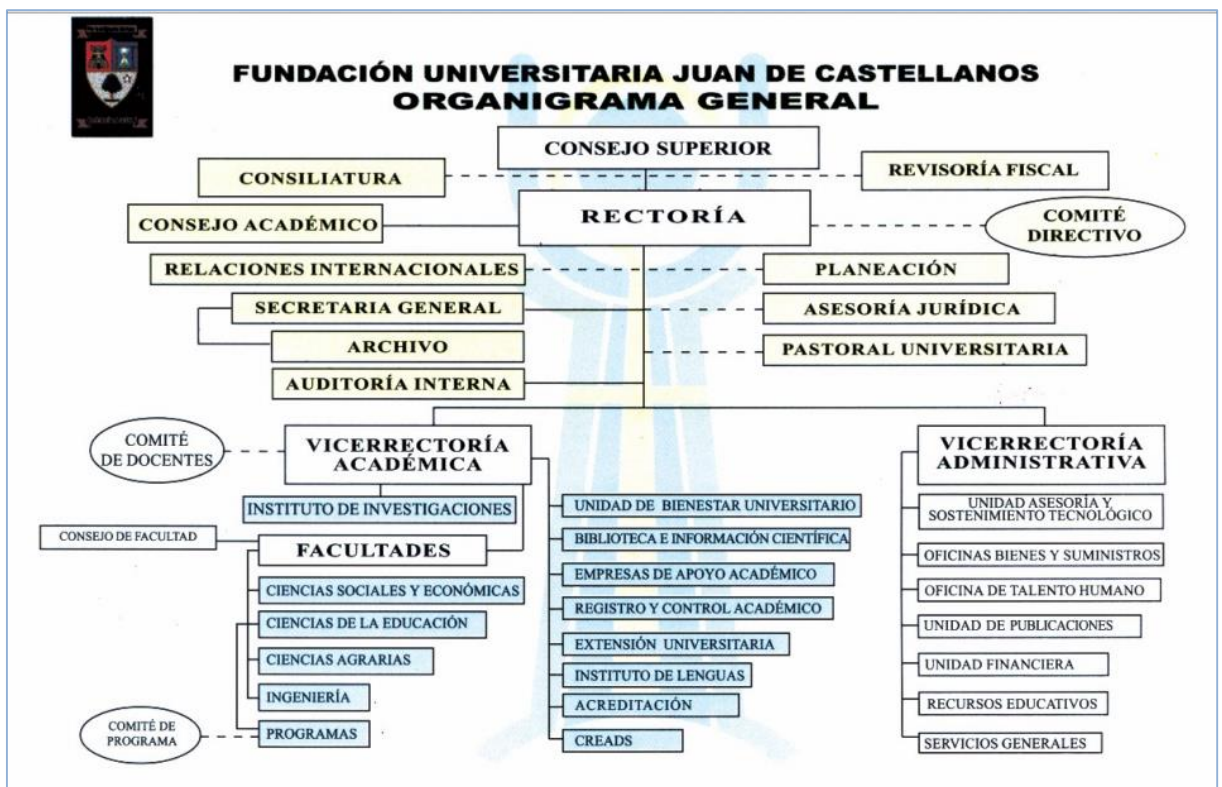 FUNDACIÓN UNIVERSITARIA JUAN DE CASTELLANOS
ORGANIGRAMA GENERAL
CONSEJO SUPERIOR
CONSILIATURA
REVISORÍA FISCAL
RECTORÍA
CONSEJO ACADÉMICO
COMITÉ
DIRECTIVO
RELACIONES INTERNACIONALES
PLANEACIÓN
SECRETARIA GENERAL
ASESORÍA JURÍDICA
ARCHIVO
PASTORAL UNIVERSITARIA
AUDITORÍA INTERNA
COMITÉ
DE DOCENTES
VICERRECTORÍA
ACADÉMICA
INSTITUTO DE INVESTIGACIONES
CONSEJO DE FACULTAD
FACULTADES
CIENCIAS SOCIALES Y ECONÓMICAS
CIENCIAS DE LA EDUCACIÓN
CIENCIAS AGRARIAS
INGENIERÍA
COMITÉ DE
PROGRAMA
PROGRAMAS
UNIDAD DE BIENESTAR UNIVERSITARIO
BIBLIOTECA E INFORMACIÓN CIENTÍFICA
EMPRESAS DE APOYO ACADÉMICO
REGISTRO Y CONTROL ACADÉMICO
EXTENSIÓN UNIVERSITARIA
INSTITUTO DE LENGUAS
ACREDITACIÓN
CREADS
VICERRECTORÍA
ADMINISTRATIVA
UNIDAD ASESORÍA Y
SOSTENIMIENTO TECNOLÓGICO
OFICINAS BIENES Y SUMINISTROS
OFICINA DE TALENTO HUMANO
UNIDAD DE PUBLICACIONES
UNIDAD FINANCIERA
RECURSOS EDUCATIVOS
SERVICIOS GENERALES